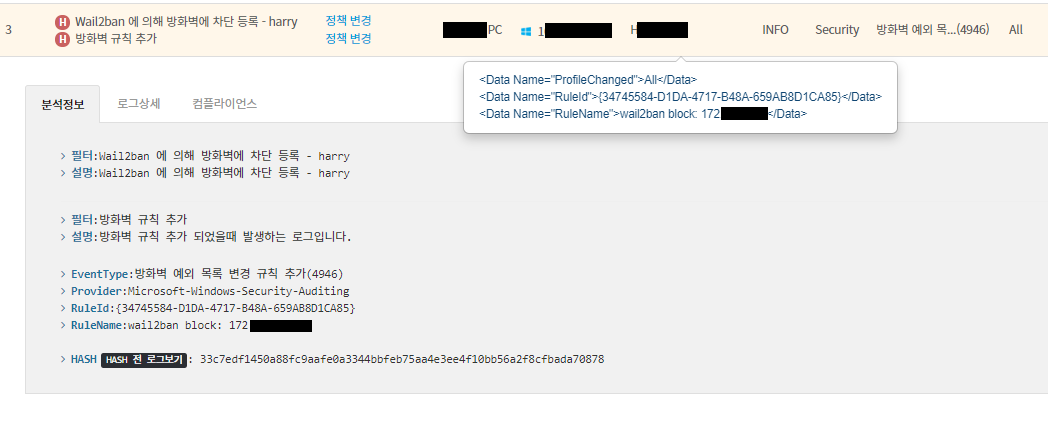 3
H Wail2ban 에 의해 방화벽에 차단 등록 - harry 정책 변경
H 방화벽 규칙 추가 정책 변경
PC 1 H INFO Security 방화벽 예외 목...(4946) All
<Data Name="ProfileChanged">All</Data>
<Data Name="RuleId">{34745584-D1DA-4717-B48A-659AB8D1CA85}</Data>
<Data Name="RuleName">wail2ban block: 172</Data>
분석정보 로그상세 컴플라이언스
> 필터:Wail2ban 에 의해 방화벽에 차단 등록 - harry
> 설명:Wail2ban 에 의해 방화벽에 차단 등록 - harry
> 필터:방화벽 규칙 추가
> 설명:방화벽 규칙 추가 되었을때 발생하는 로그입니다.
> EventType:방화벽 예외 목록 변경 규칙 추가(4946)
> Provider:Microsoft-Windows-Security-Auditing
> RuleId:{34745584-D1DA-4717-B48A-659AB8D1CA85}
> RuleName:wail2ban block: 172
> HASH HASH 전 로그보기 : 33c7edf1450a88fc9aafe0a3344bbfeb75aa4e3ee4f10bb56a2f8cfbada70878